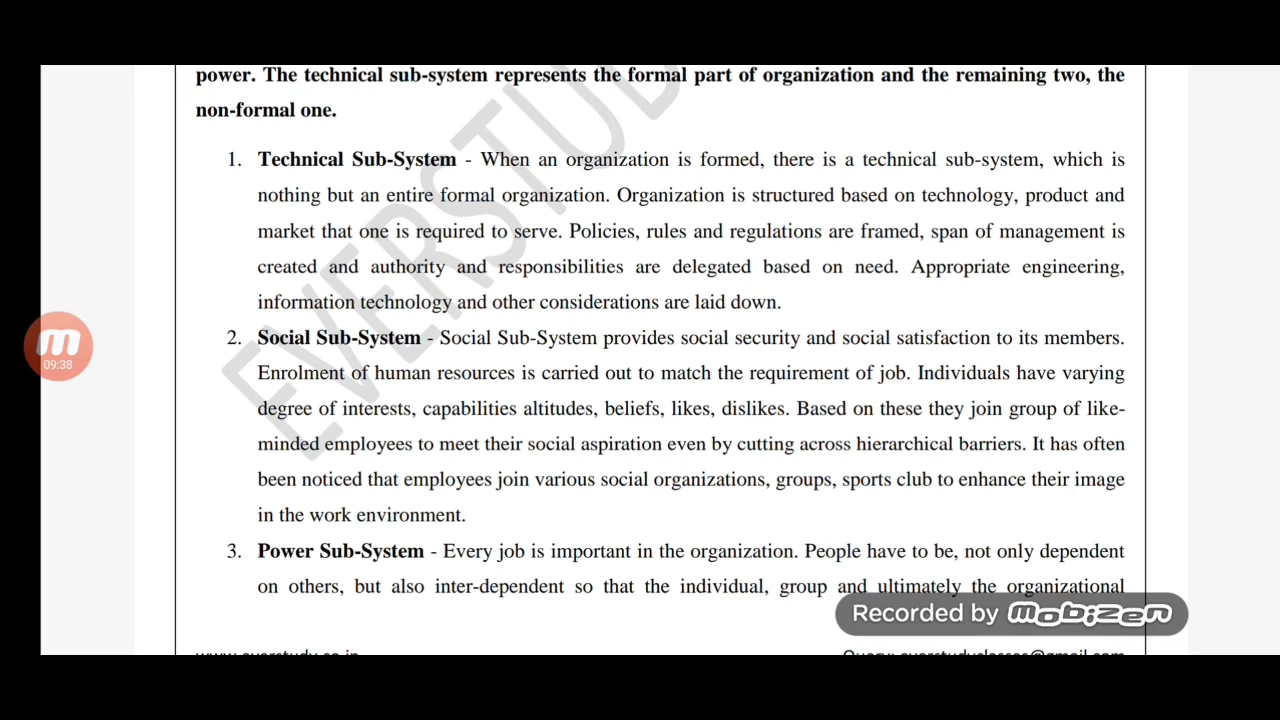 power. The technical sub-system represents the formal part of organization and the remaining two, the
non-formal one.
1. Technical Sub-System - When an organization is formed, there is a technical sub-system, which is
nothing but an entire formal organization. Organization is structured based on technology, product and
market that one is required to serve. Policies, rules and regulations are framed, span of management is
created and authority and responsibilities are delegated based on need. Appropriate engineering,
information technology and other considerations are laid down.
2. Social Sub-System - Social Sub-System provides social security and social satisfaction to its members.
Enrolment of human resources is carried out to match the requirement of job. Individuals have varying
degree of interests, capabilities altitudes, beliefs, likes, dislikes. Based on these they join group of like-
minded employees to meet their social aspiration even by cutting across hierarchical barriers. It has often
been noticed that employees join various social organizations, groups, sports club to enhance their image
in the work environment.
3. Power Sub-System - Every job is important in the organization. People have to be, not only dependent
on others, but also inter-dependent so that the individual, group and ultimately the organizational
EVERSTUD
09:38
Recorded by mobizen
www.everstudy.co.in
Query: everstudyclasses@gmail.com